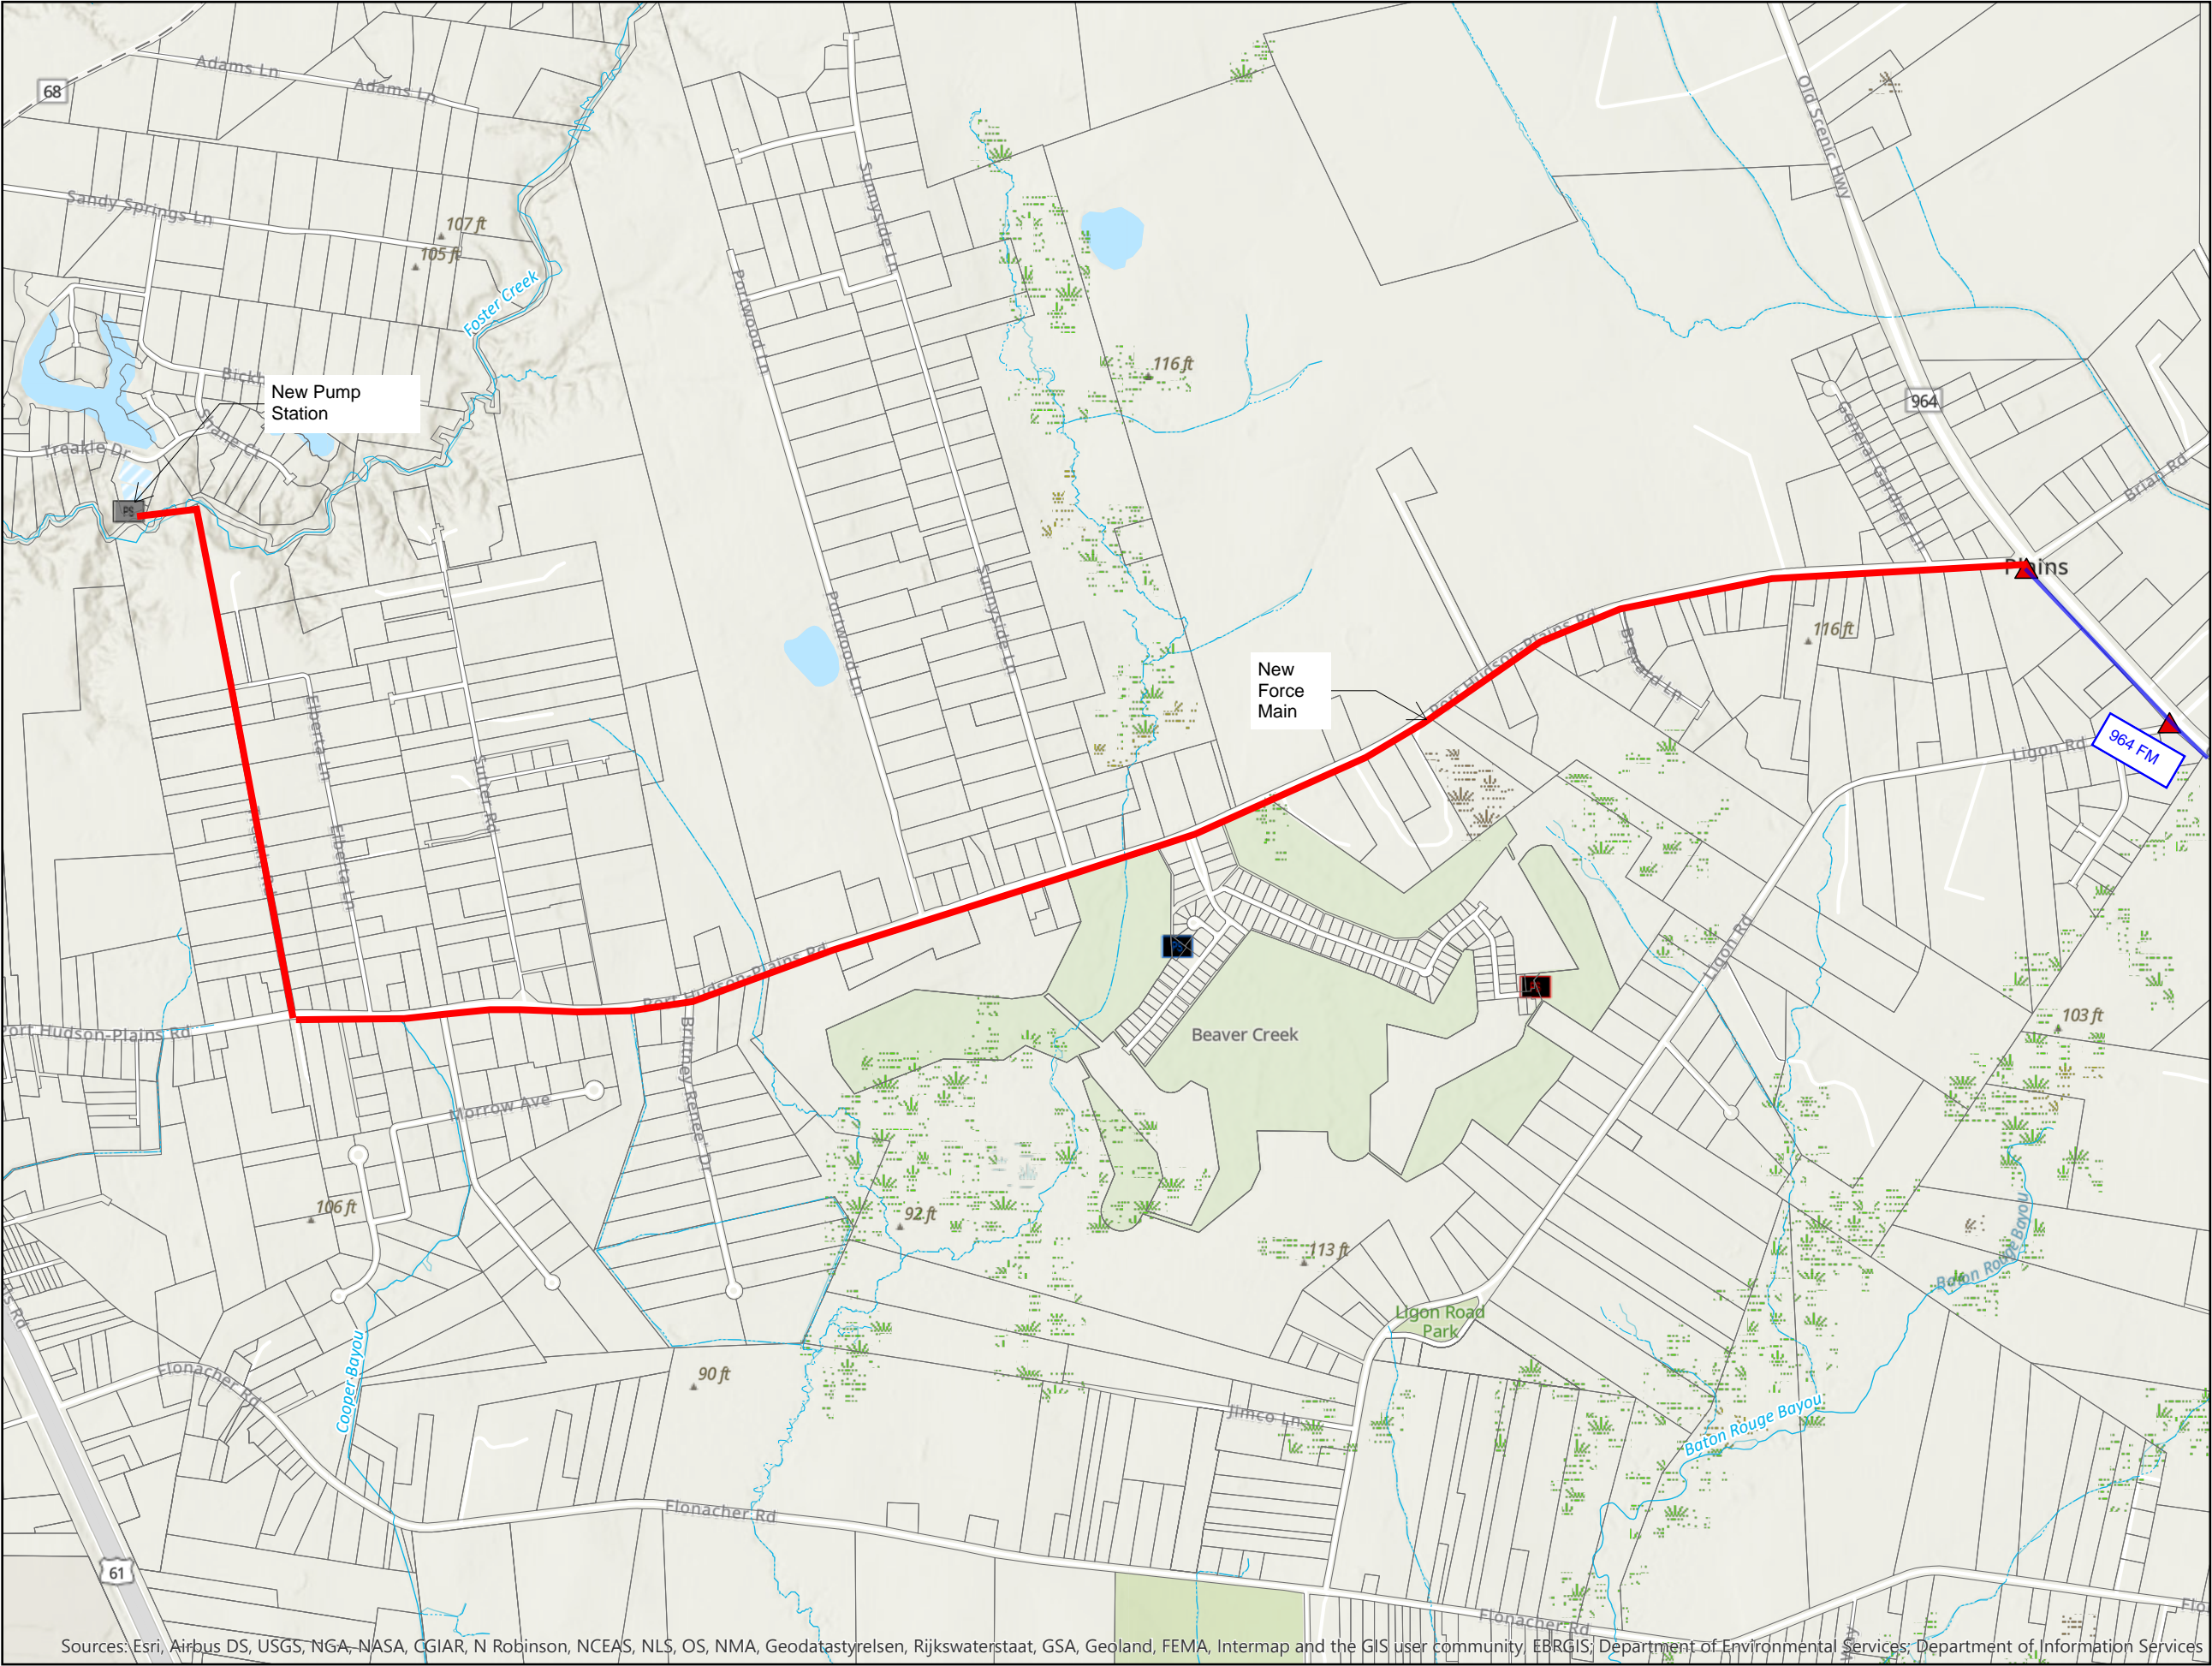 Adams Ln
Adams Ln
68
Old Scenic Hwy
Sandy Springs Ln
107 ft
105 ft
Sunnyside Ln
Foster Creek
Portwood Ln
116 ft
New Pump
Station
Shane Ct
Treakle Dr
PS
964
General Gardner Ln
Brian Rd
Plains
Portwood Ln
Sunnyside Ln
New
Force
Main
Port Hudson-Plains Rd
Brevard Ln
116 ft
Elberta Ln
Sutter Rd
Ligon Rd
964 FM
Elberta Ln
Port Hudson-Plains Rd
Port Hudson-Plains Rd
Ligon Rd
Beaver Creek
103 ft
Morrow Ave
Brittney Renee Dr
106 ft
92 ft
113 ft
Baton Rouge Bayou
Ligon Road
Park
Cooper Bayou
Flonacher Rd
90 ft
Jimco Ln
Baton Rouge Bayou
Flonacher Rd
61
Flonacher Rd
Sources: Esri, Airbus DS, USGS, NGA, NASA, CGIAR, N Robinson, NCEAS, NLS, OS, NMA, Geodatastyrelsen, Rijkswaterstaat, GSA, Geoland, FEMA, Intermap and the GIS user community, EBRGIS; Department of Environmental Services; Department of Information Services